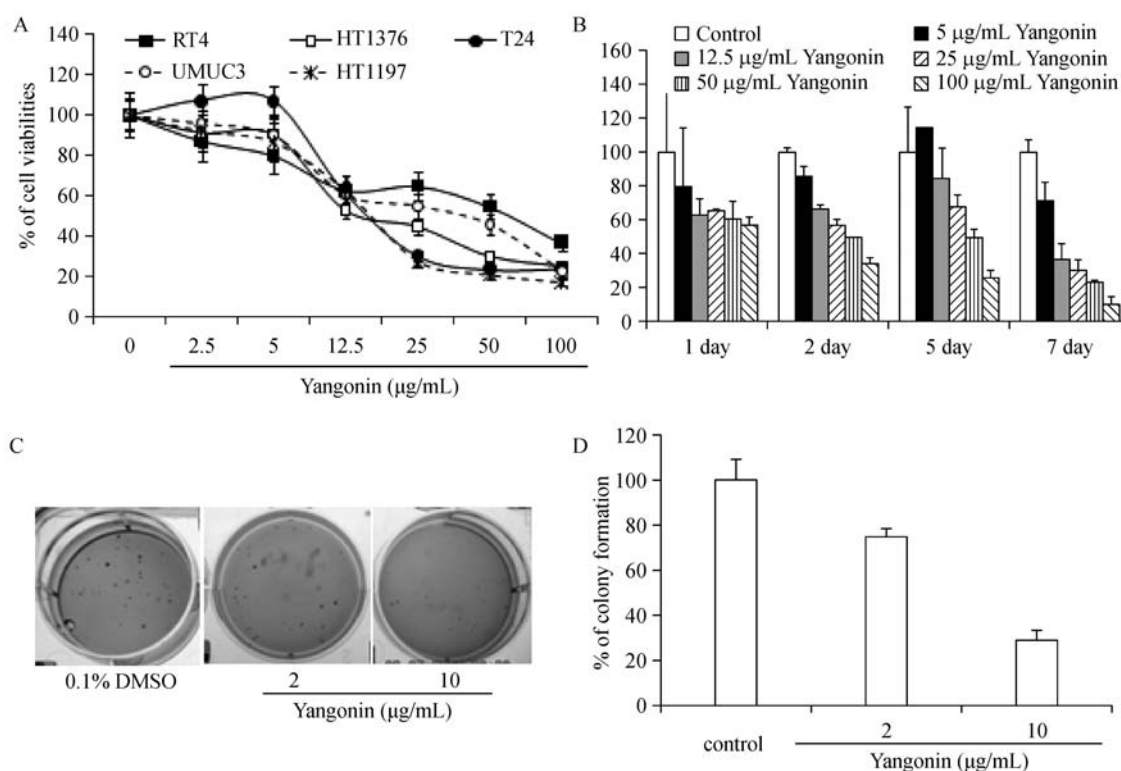 A
RT4 HT1376 T24
UMUC3 HT1197
140
120
100
80
60
40
20
0
% of cell viabilities
0 2.5 5 12.5 25 50 100
Yangonin (μg/mL)
B
Control 5 μg/mL Yangonin
12.5 μg/mL Yangonin 25 μg/mL Yangonin
50 μg/mL Yangonin 100 μg/mL Yangonin
160
140
120
100
80
60
40
20
0
1 day 2 day 5 day 7 day
C
0.1% DMSO 2 10
Yangonin (μg/mL)
D
120
100
80
60
40
20
0
% of colony formation
control 2 10
Yangonin (μg/mL)